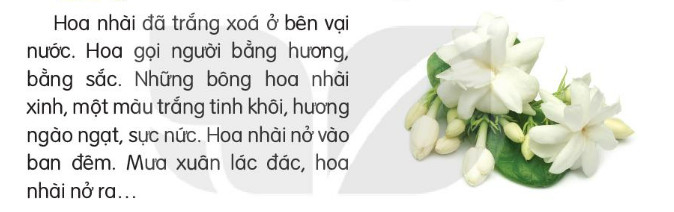 Hoa nhài đã trắng xoá ở bên vại
nước. Hoa gọi người bằng hương,
bằng sắc. Những bông hoa nhài
xinh, một màu trắng tinh khôi, hương
ngào ngạt, sực nức. Hoa nhài nở vào
ban đêm. Mưa xuân lác đác, hoa
nhài nở ra…